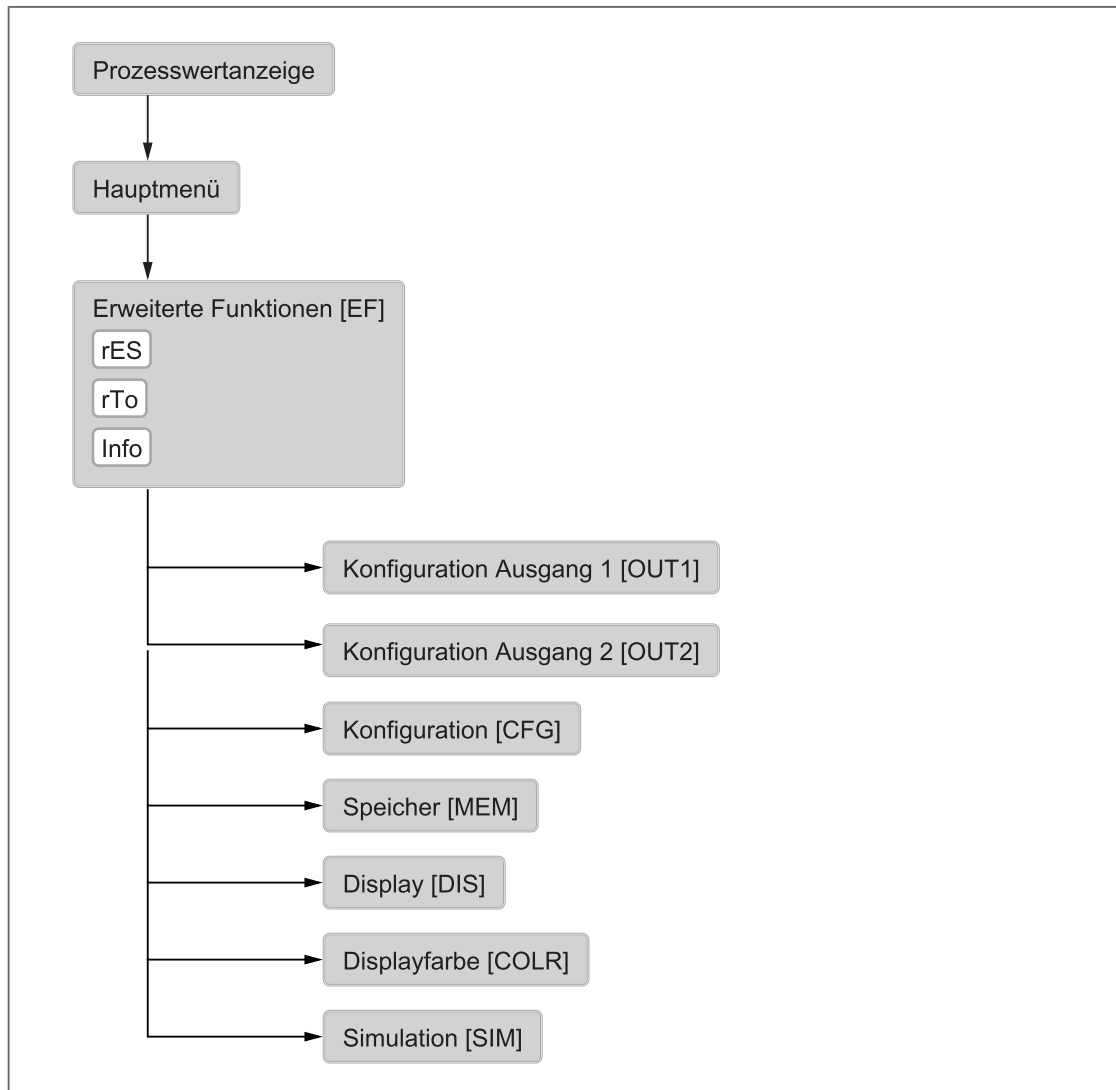 Prozesswertanzeige
Hauptmenü
Erweiterte Funktionen [EF]
rES
rTo
Info
Konfiguration Ausgang 1 [OUT1]
Konfiguration Ausgang 2 [OUT2]
Konfiguration [CFG]
Speicher [MEM]
Display [DIS]
Displayfarbe [COLR]
Simulation [SIM]